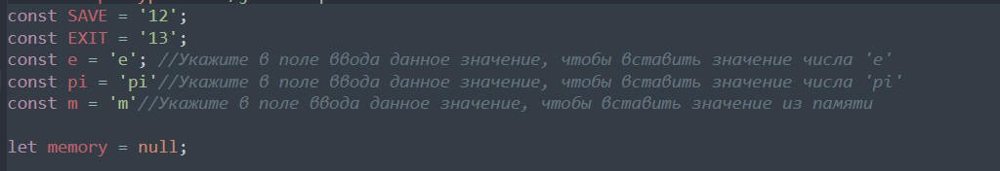 const SAVE = '12';
const EXIT = '13';
const e = 'e'; //Укажите в поле ввода данное значение, чтобы вставить значение числа 'e'
const pi = 'pi'//Укажите в поле ввода данное значение, чтобы вставить значение числа 'pi'
const m = 'm'//Укажите в поле ввода данное значение, чтобы вставить значение из памяти
let memory = null;